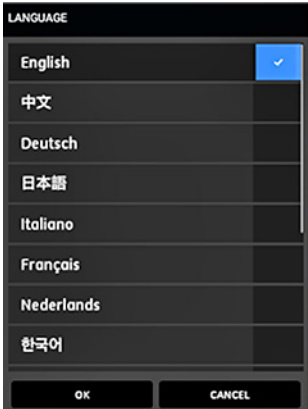 LANGUAGE
English
中文
Deutsch
日本語
Italiano
Français
Nederlands
한국어
OK
CANCEL